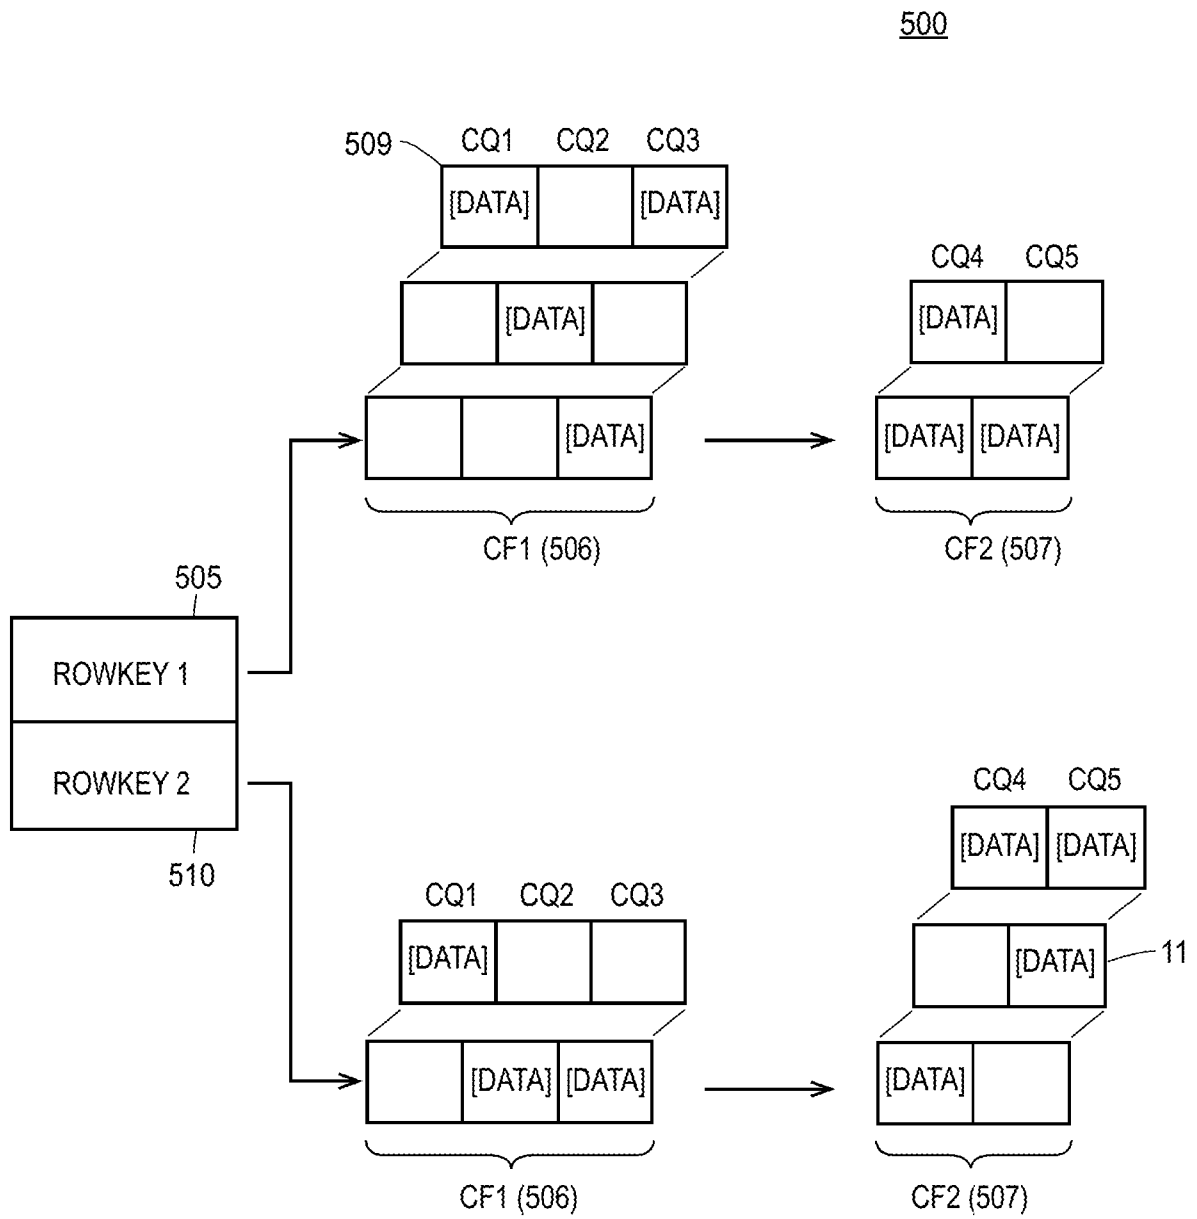 500
509 CQ1 CQ2 CQ3
[DATA] [DATA]
CQ4 CQ5
[DATA] [DATA]
[DATA] [DATA] [DATA]
CF1 (506) CF2 (507)
505
ROWKEY 1
ROWKEY 2
CQ4 CQ5
[DATA] [DATA]
510
CQ1 CQ2 CQ3
[DATA] [DATA] 11
[DATA] [DATA] [DATA]
CF1 (506) CF2 (507)